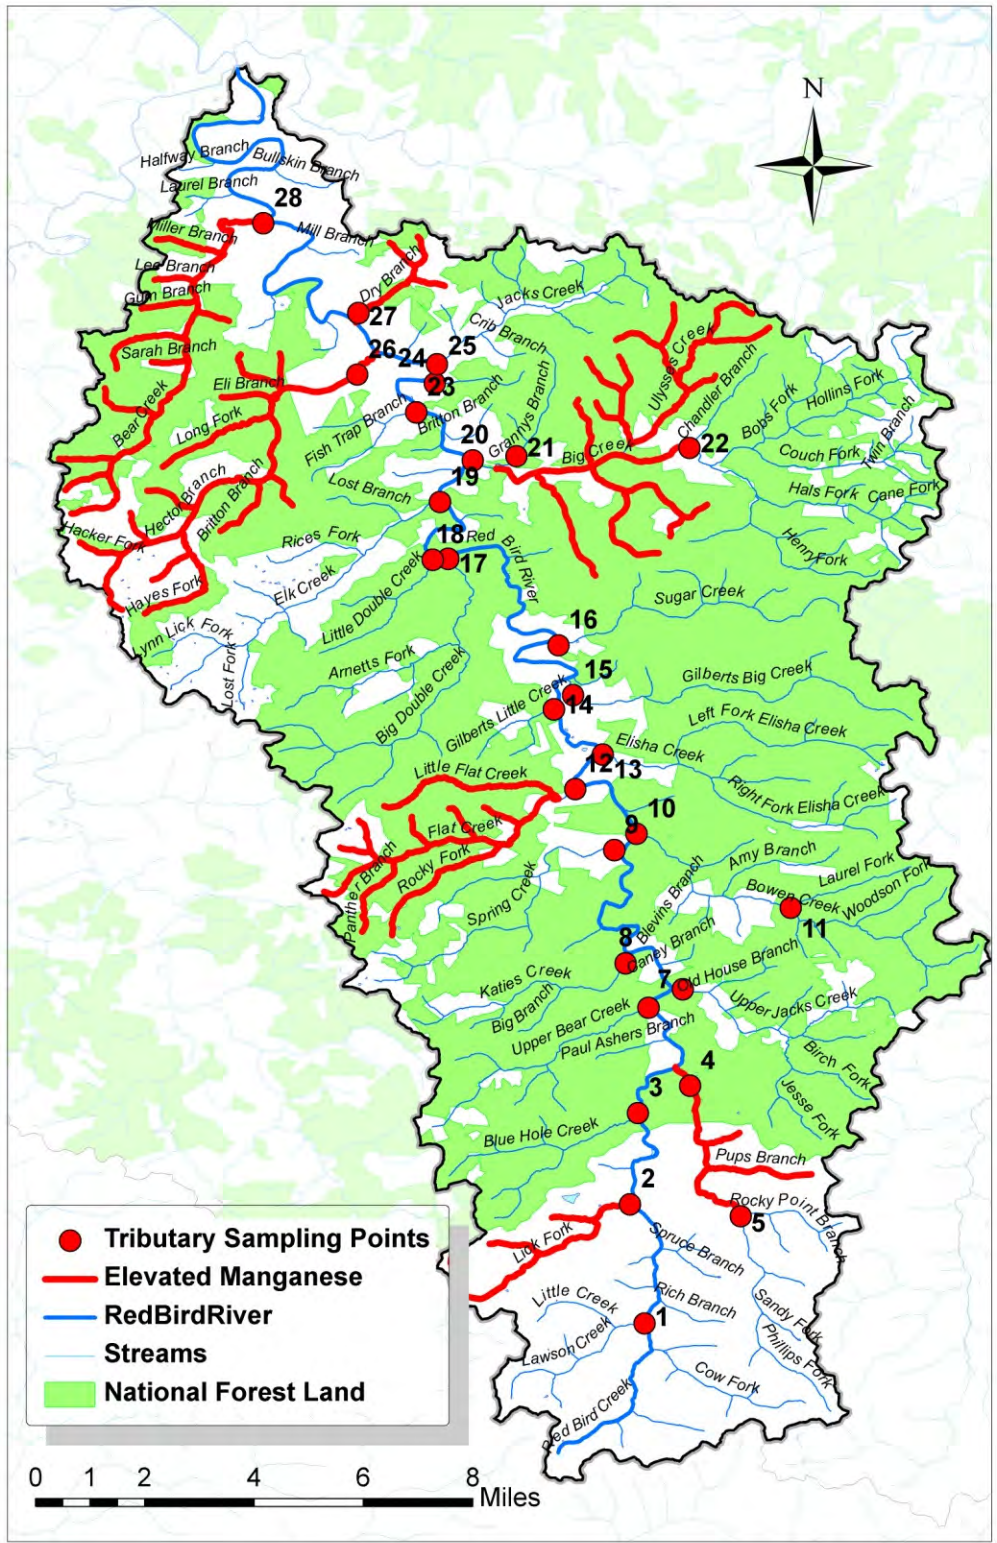 N
Halfway Branch
Bullskin Branch
Laurel Branch
28
Miller Branch
Mill Branch
Lee Branch
Gum Branch
Dry Branch
Jacks Creek
27
Crib Branch
Sarah Branch
26
24
25
Ulysses Creek
Chandler Branch
Eli Branch
23
Bear Creek
Long Fork
Fish Trap Branch
Britton Branch
Grannys Branch
Bobs Fork
Hollins Fork
Twin Branch
20
21
Big Creek
22
Couch Fork
19
Lost Branch
Hector Branch
Britton Branch
Hals Fork
Cane Fork
Hacker Fork
Rices Fork
18
Red
Bird River
Henry Fork
17
Elk Creek
Little Double Creek
Hayes Fork
Sugar Creek
Lynn Lick Fork
16
Lost Fork
Arnetts Fork
Big Double Creek
15
Gilberts Big Creek
Gilberts Little Creek
14
Left Fork Elisha Creek
Elisha Creek
12
13
Little Flat Creek
Right Fork Elisha Creek
10
9
Flat Creek
Rocky Fork
Panther Branch
Amy Branch
Laurel Fork
Spring Creek
Blevins Branch
Bowen Creek
Woodson Fork
11
8
Caney Branch
Old House Branch
Katies Creek
7
Big Branch
Upper Bear Creek
Upper Jacks Creek
Paul Ashers Branch
Birch Fork
4
3
Jesse Fork
Blue Hole Creek
Pups Branch
2
Rocky Point Branch
5
Lick Fork
Spruce Branch
Little Creek
Rich Branch
Sandy Fork
1
Lawson Creek
Phillips Fork
Cow Fork
Red Bird Creek
Tributary Sampling Points
Elevated Manganese
RedBirdRiver
Streams
National Forest Land
0 1 2 4 6 8
Miles